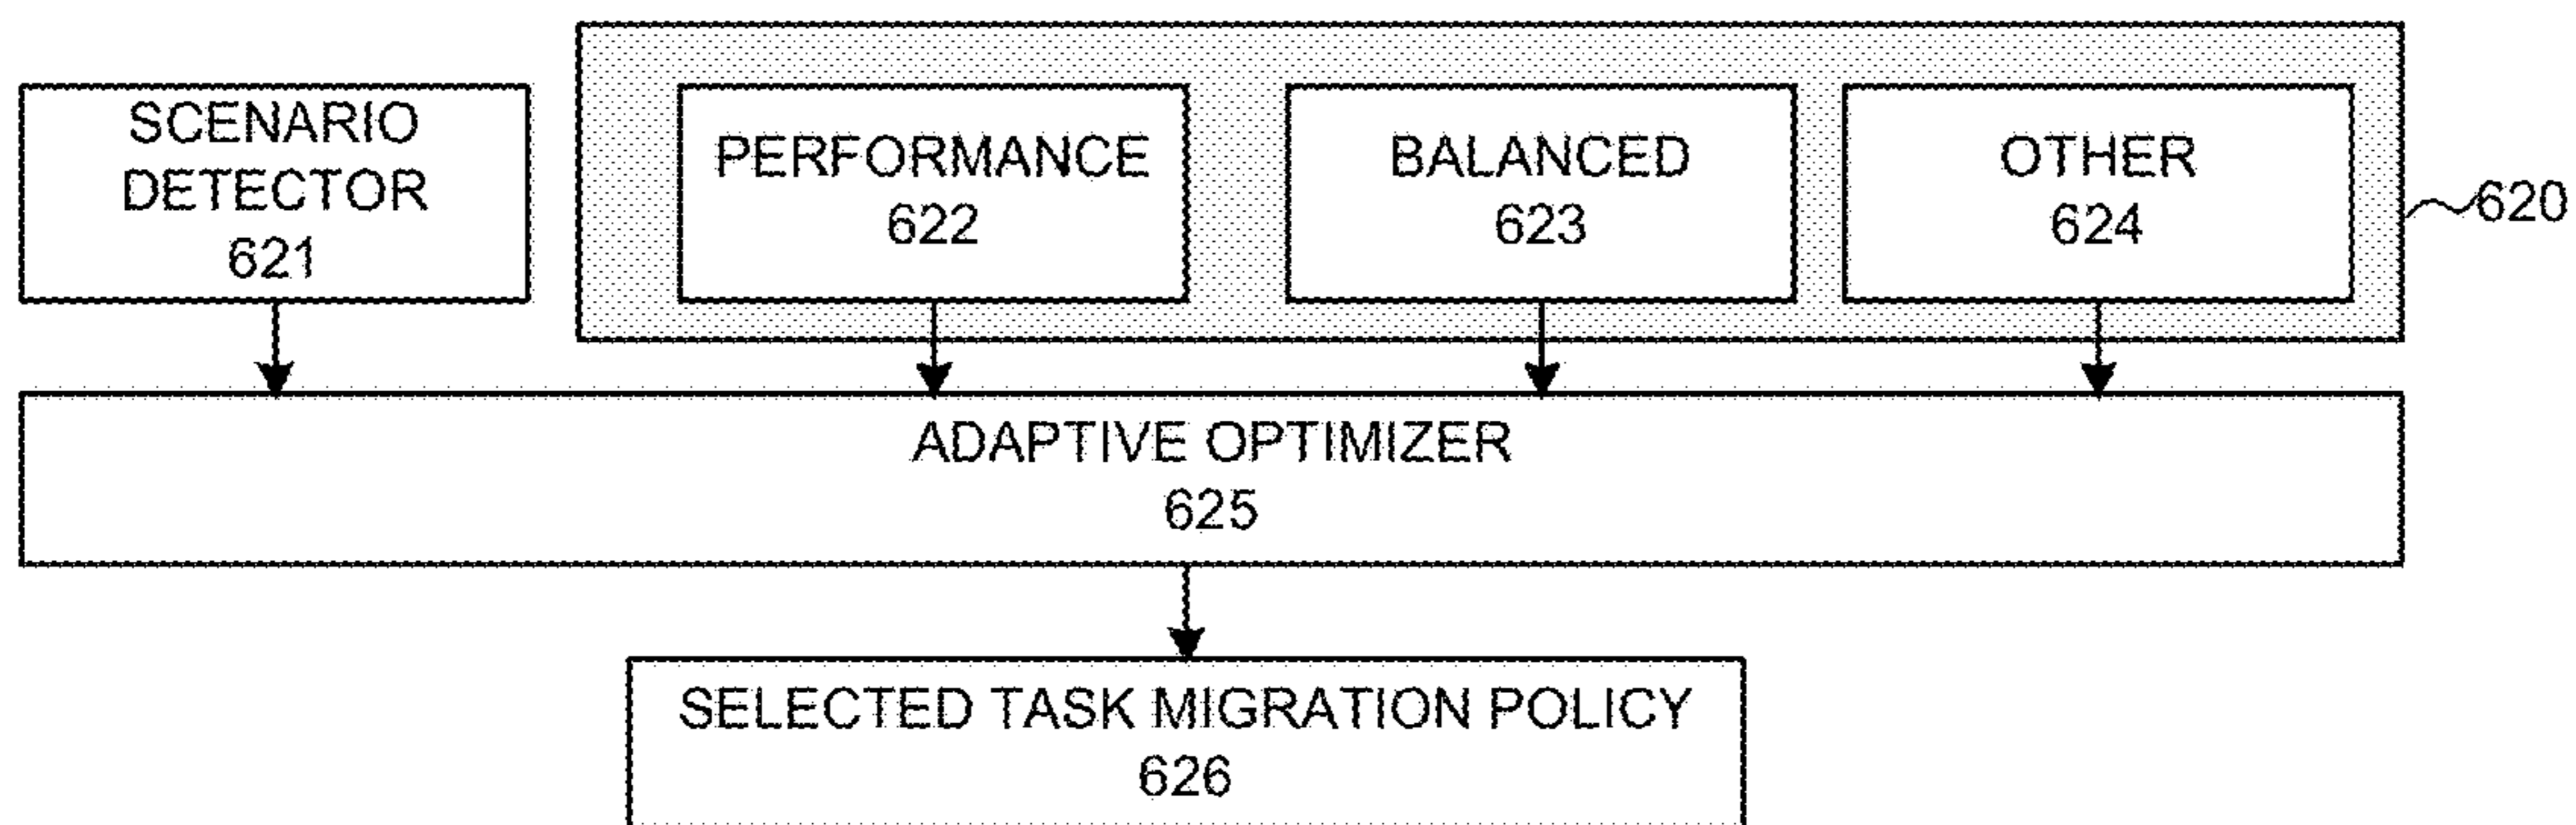 SCENARIO
DETECTOR
621
PERFORMANCE
622
BALANCED
623
OTHER
624
620
ADAPTIVE OPTIMIZER
625
SELECTED TASK MIGRATION POLICY
626